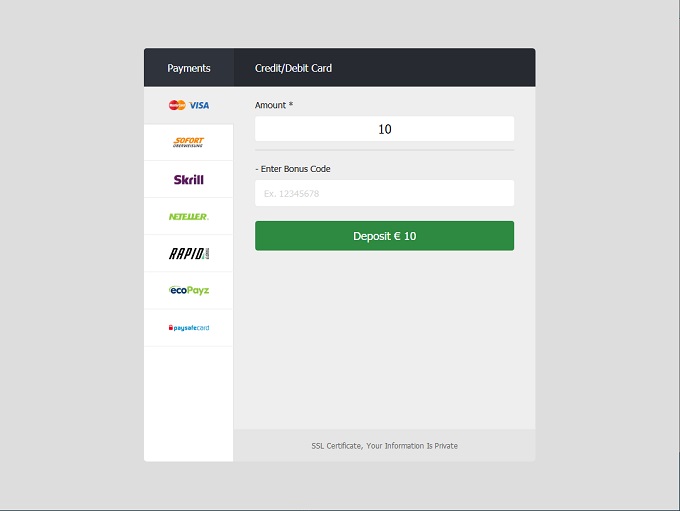 Payments
Credit/Debit Card
MasterCard VISA
Amount *
10
SOFORT
ÜBERWEISUNG
- Enter Bonus Code
Skrill
Ex. 12345678
NETELLER
Deposit € 10
RAPID
ecoPayz
paysafecard
SSL Certificate, Your Information Is Private